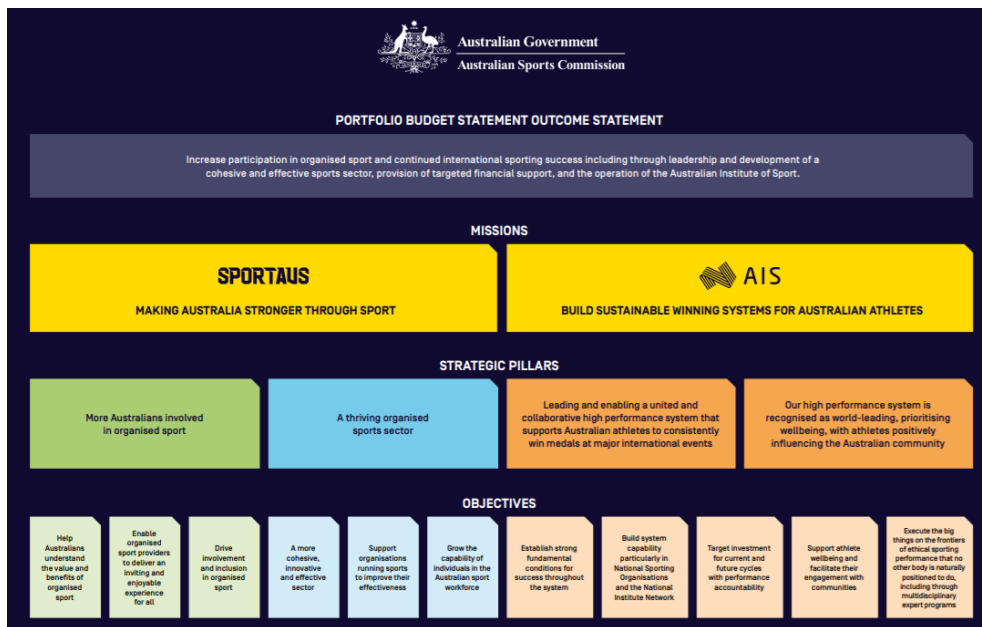 Australian Government
Australian Sports Commission
PORTFOLIO BUDGET STATEMENT OUTCOME STATEMENT
Increase participation in organised sport and continued international sporting success including through leadership and development of a
cohesive and effective sports sector, provision of targeted financial support, and the operation of the Australian Institute of Sport.
MISSIONS
SPORTAUS
MAKING AUSTRALIA STRONGER THROUGH SPORT
AIS
BUILD SUSTAINABLE WINNING SYSTEMS FOR AUSTRALIAN ATHLETES
STRATEGIC PILLARS
More Australians involved
in organised sport
A thriving organised
sports sector
Leading and enabling a united and
collaborative high performance system that
supports Australian athletes to consistently
win medals at major international events
Our high performance system is
recognised as world-leading, prioritising
wellbeing, with athletes positively
influencing the Australian community
OBJECTIVES
Help
Australians
understand
the value and
benefits of
organised
sport
Enable
organised
sport providers
to deliver an
inviting and
enjoyable
experience
for all
Drive
involvement
and inclusion
in organised
sport
A more
cohesive,
innovative
and effective
sector
Support
organisations
running sports
to improve their
effectiveness
Grow the
capability of
individuals in the
Australian sport
workforce
Establish strong
fundamental
conditions for
success throughout
the system
Build system
capability
particularly in
National Sporting
Organisations
and the National
Institute Network
Target investment
for current and
future cycles
with performance
accountability
Support athlete
wellbeing and
facilitate their
engagement with
communities
Execute the big
things on the frontiers
of ethical sporting
performance that no
other body is naturally
positioned to do,
including through
multidisciplinary
expert programs